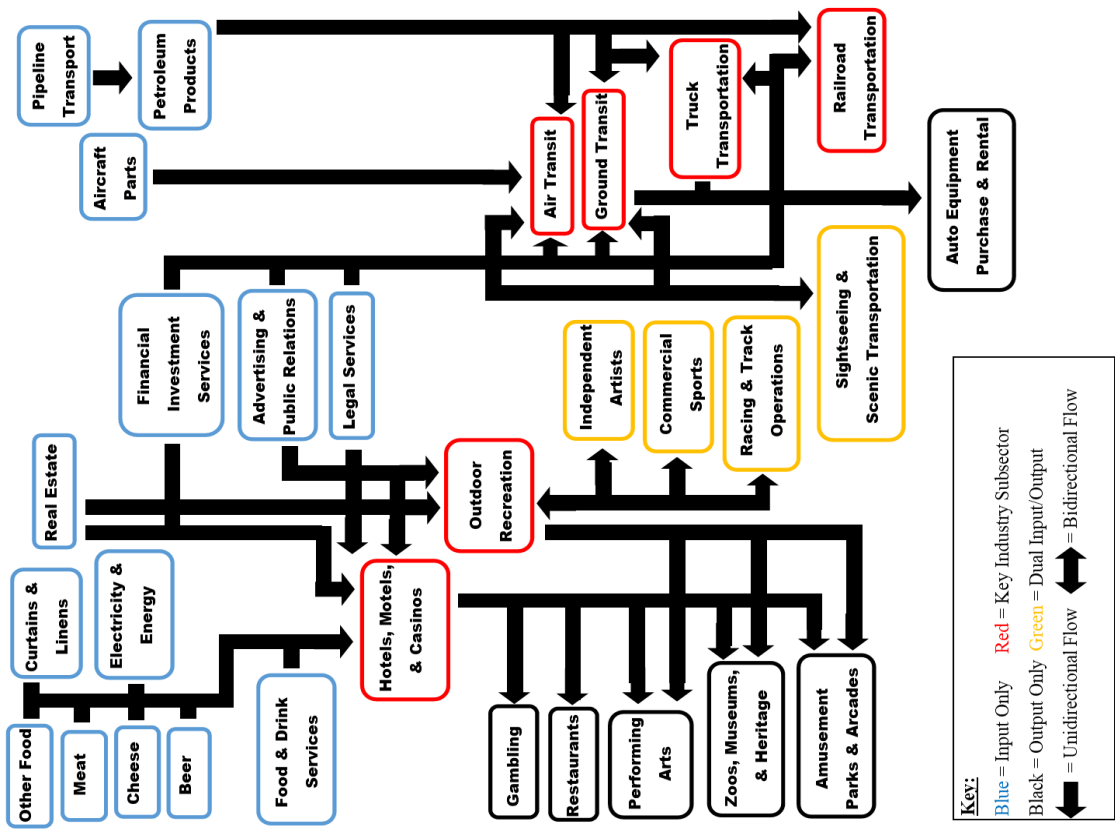 Pipeline
Transport
Petroleum
Products
Aircraft
Parts
Financial
Investment
Services
Advertising &
Public Relations
Legal Services
Real Estate
Curtains &
Linens
Electricity &
Energy
Other Food
Meat
Cheese
Beer
Food & Drink
Services
Hotels, Motels,
& Casinos
Outdoor
Recreation
Air Transit
Ground Transit
Truck
Transportation
Railroad
Transportation
Independent
Artists
Commercial
Sports
Racing & Track
Operations
Sightseeing &
Scenic Transportation
Auto Equipment
Purchase & Rental
Gambling
Restaurants
Performing
Arts
Zoos, Museums,
& Heritage
Amusement
Parks & Arcades
Key:
Blue = Input Only Red = Key Industry Subsector
Black = Output Only Green = Dual Input/Output
= Unidirectional Flow = Bidirectional Flow